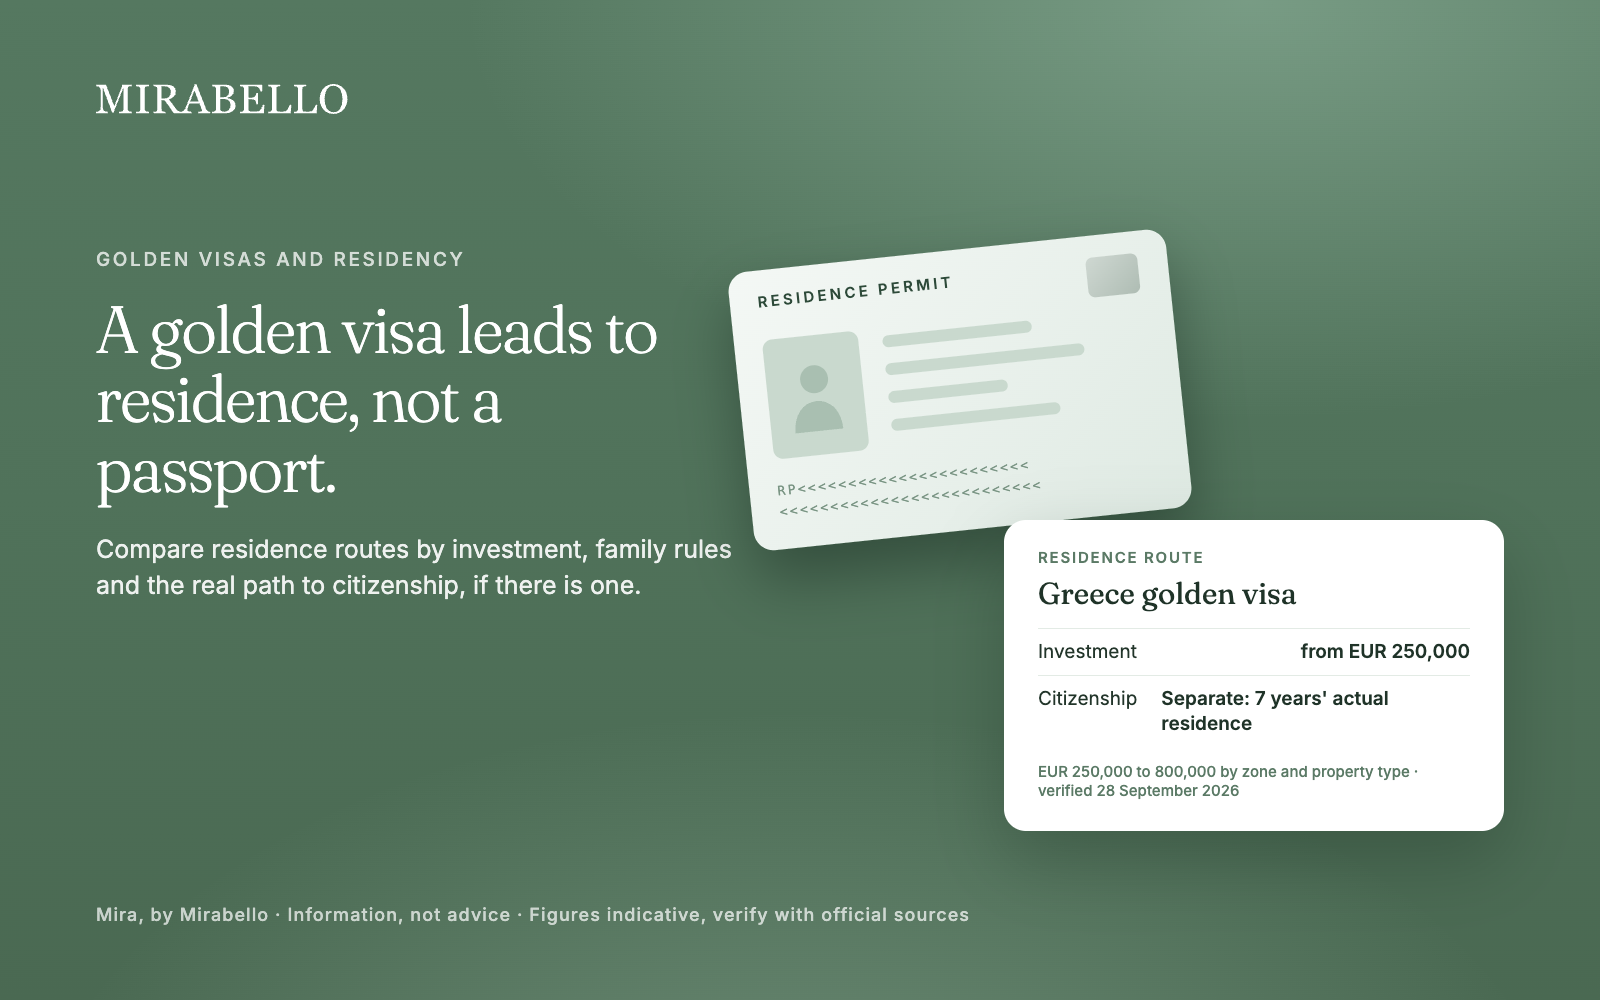 MIRABELLO
GOLDEN VISAS AND RESIDENCY
A golden visa leads to
residence, not a
passport.
Compare residence routes by investment, family rules
and the real path to citizenship, if there is one.
RESIDENCE PERMIT
RP<<<<<<<<<<<<<<<<<<<<<<<
<<<<<<<<<<<<<<<<<<<<<<<<<<
RESIDENCE ROUTE
Greece golden visa
Investment from EUR 250,000
Citizenship Separate: 7 years' actual
residence
EUR 250,000 to 800,000 by zone and property type ·
verified 28 September 2026
Mira, by Mirabello · Information, not advice · Figures indicative, verify with official sources